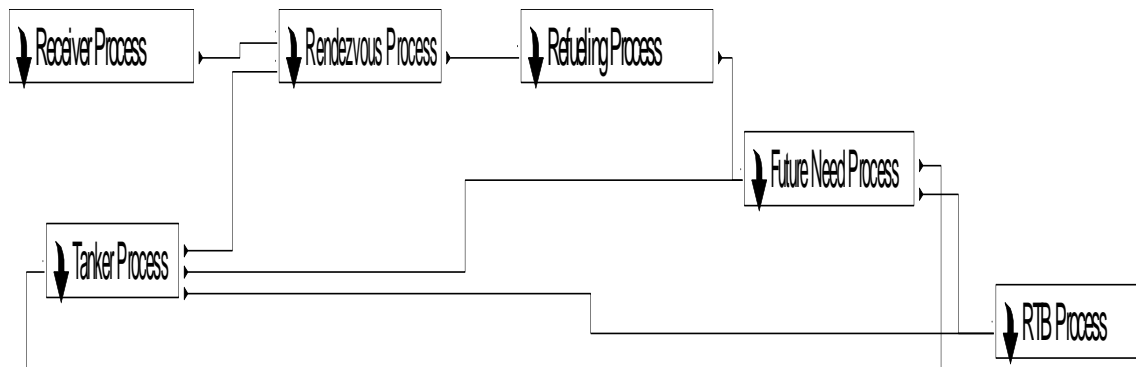 Receiver Process
Rendezvous Process
Refueling Process
Future Need Process
Tanker Process
RTB Process